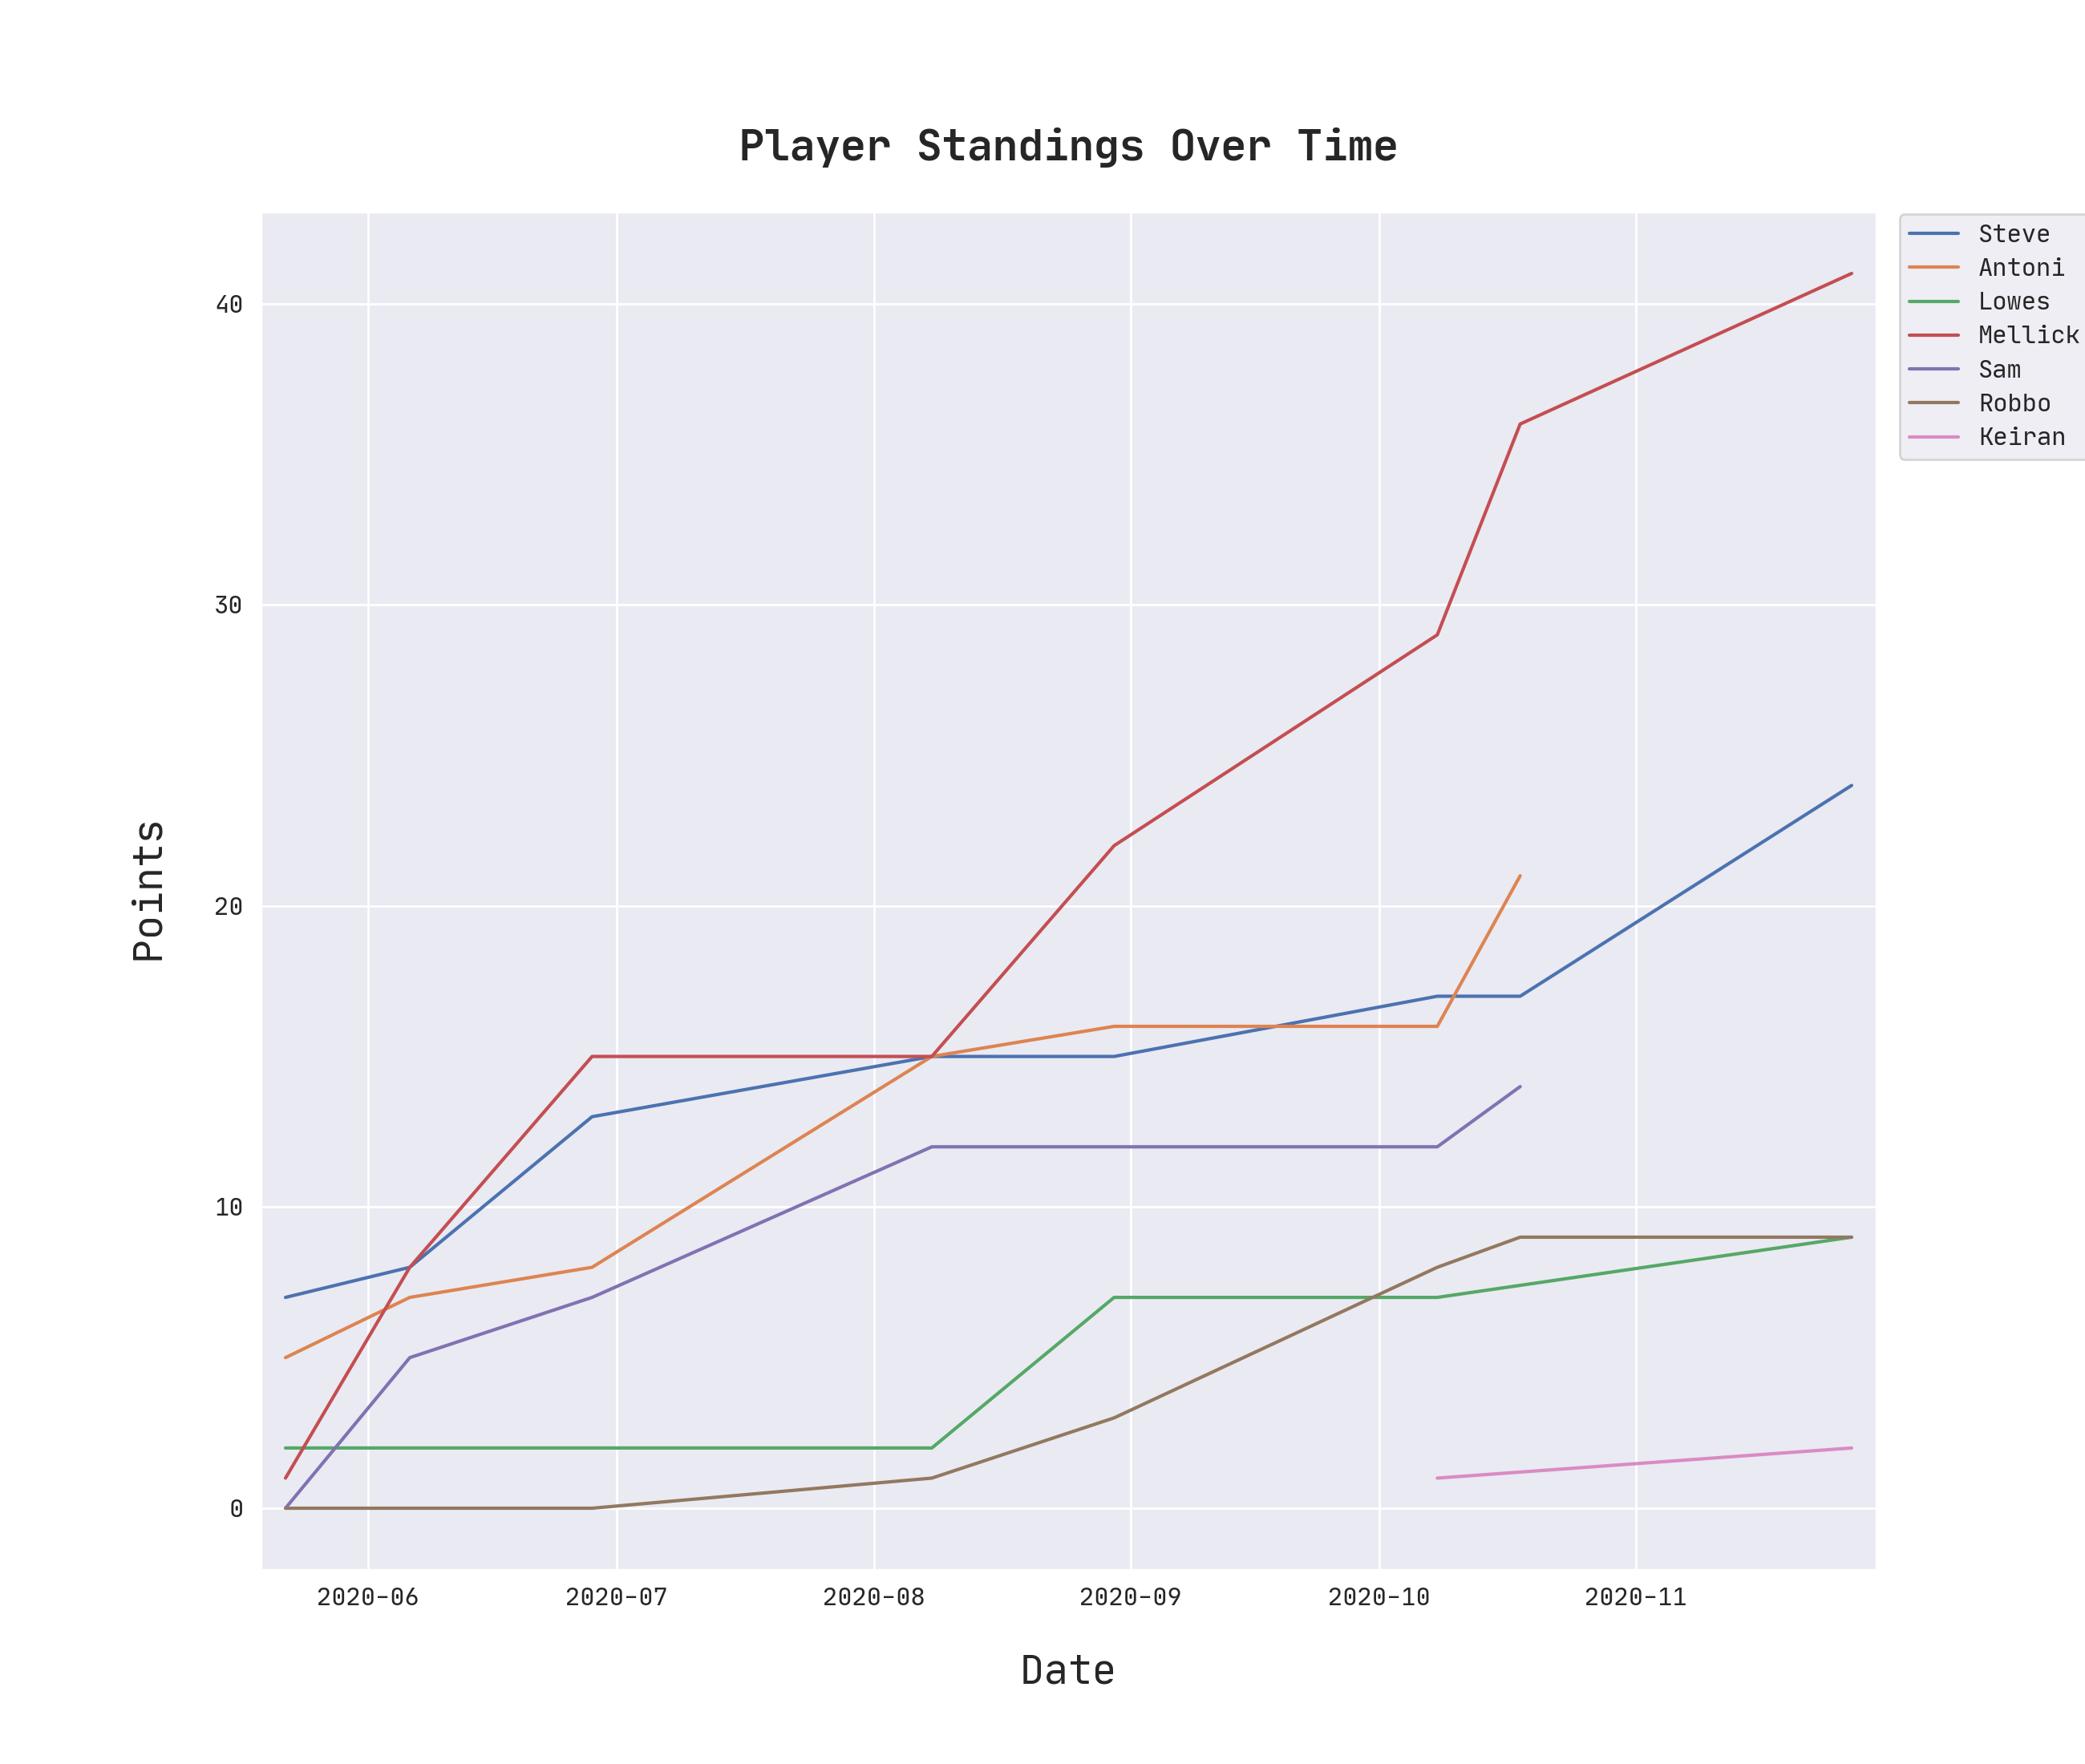 Player Standings Over Time
Steve
Antoni
Lowes
Mellick
Sam
Robbo
Keiran
40
30
20
10
0
Points
2020-06 2020-07 2020-08 2020-09 2020-10 2020-11
Date